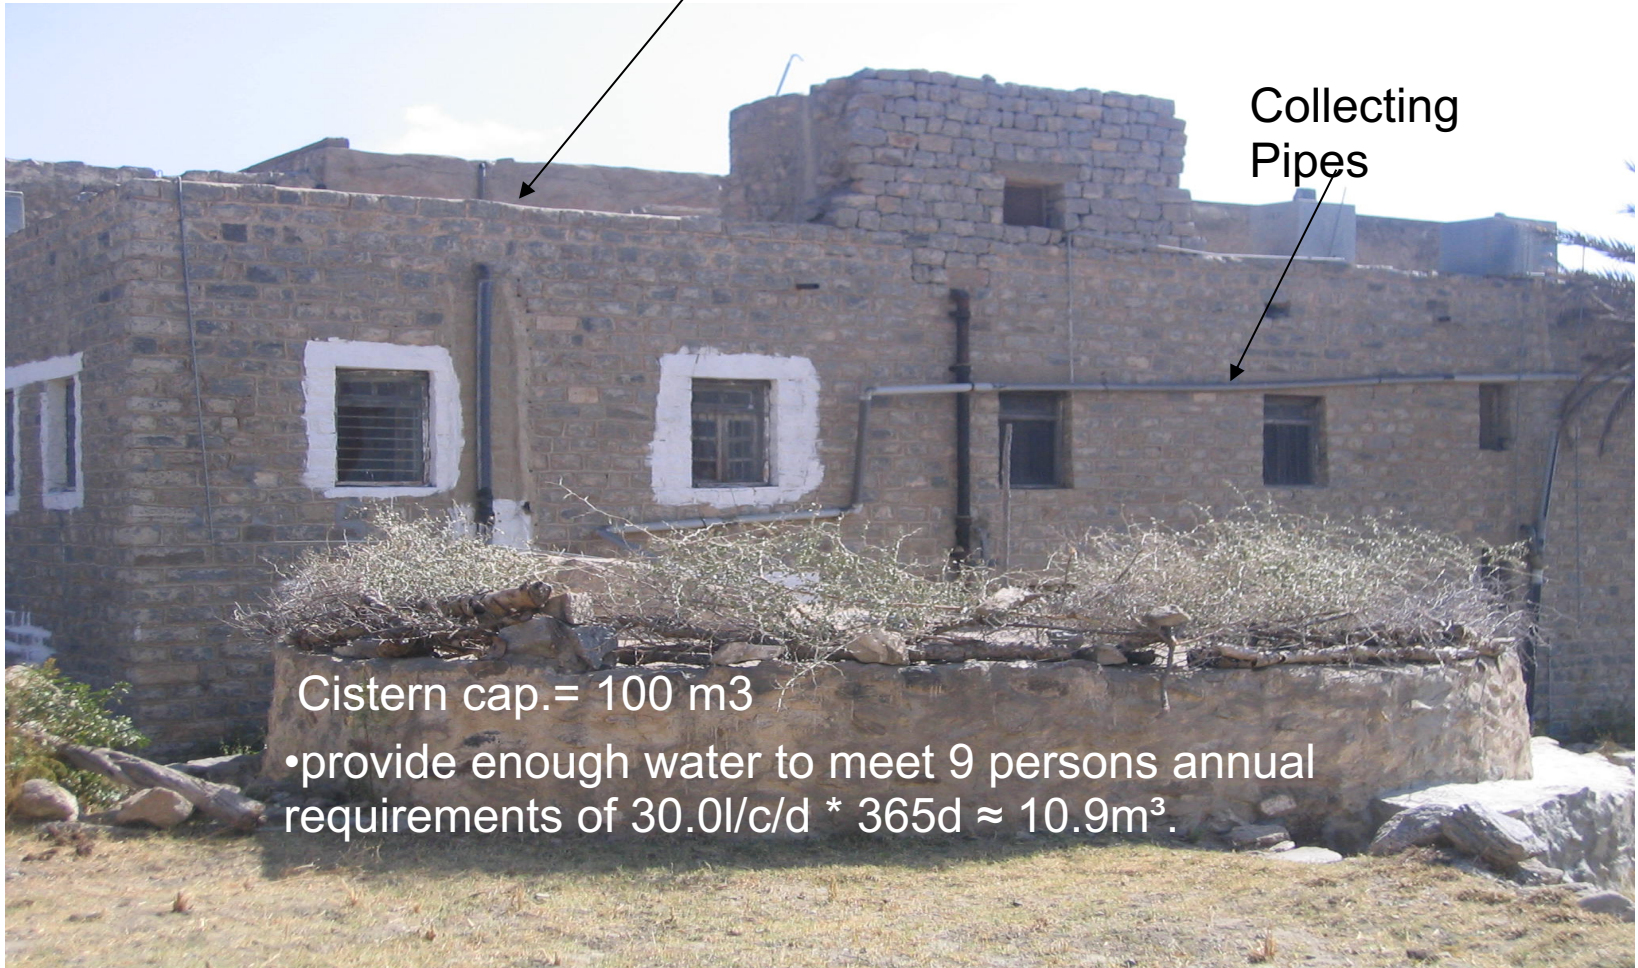 Collecting
Pipes
Cistern cap.= 100 m3
•provide enough water to meet 9 persons annual
requirements of 30.0l/c/d * 365d ≈ 10.9m³.